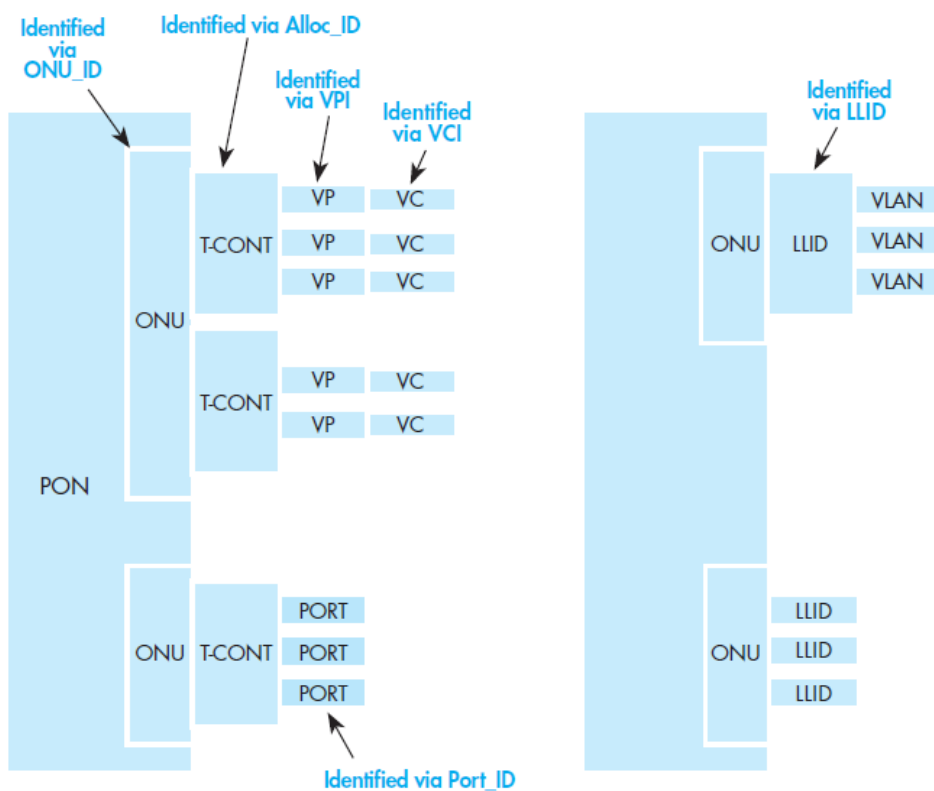 Identified
via
ONU_ID
Identified via Alloc_ID
Identified
via VPI
Identified
via VCI
VP
VC
T-CONT
VP
VC
VP
VC
ONU
VP
VC
T-CONT
VP
VC
PON
PORT
ONU
T-CONT
PORT
PORT
Identified via Port_ID
Identified
via LLID
VLAN
ONU
LLID
VLAN
VLAN
LLID
ONU
LLID
LLID